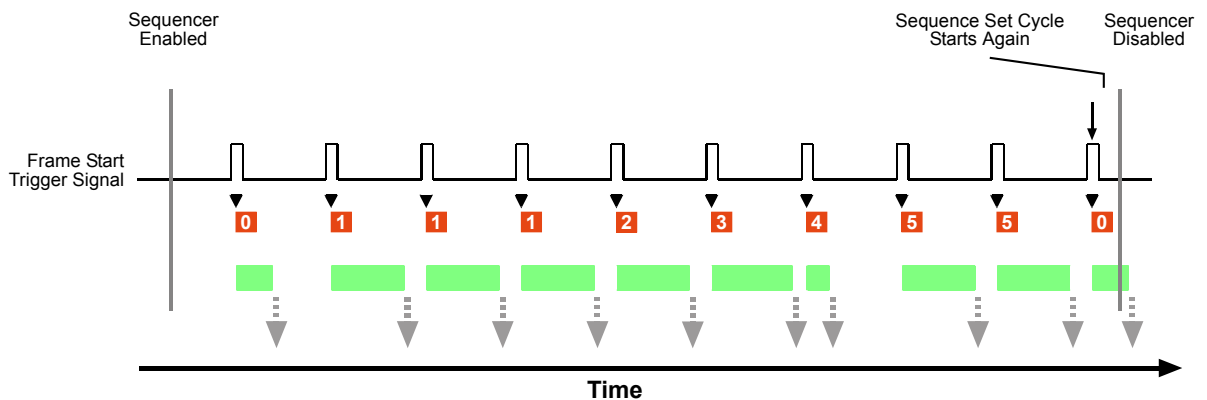 Sequencer
Enabled
Sequence Set Cycle
Starts Again
Sequencer
Disabled
Frame Start
Trigger Signal
0 1 1 1 2 3 4 5 5 0
Time